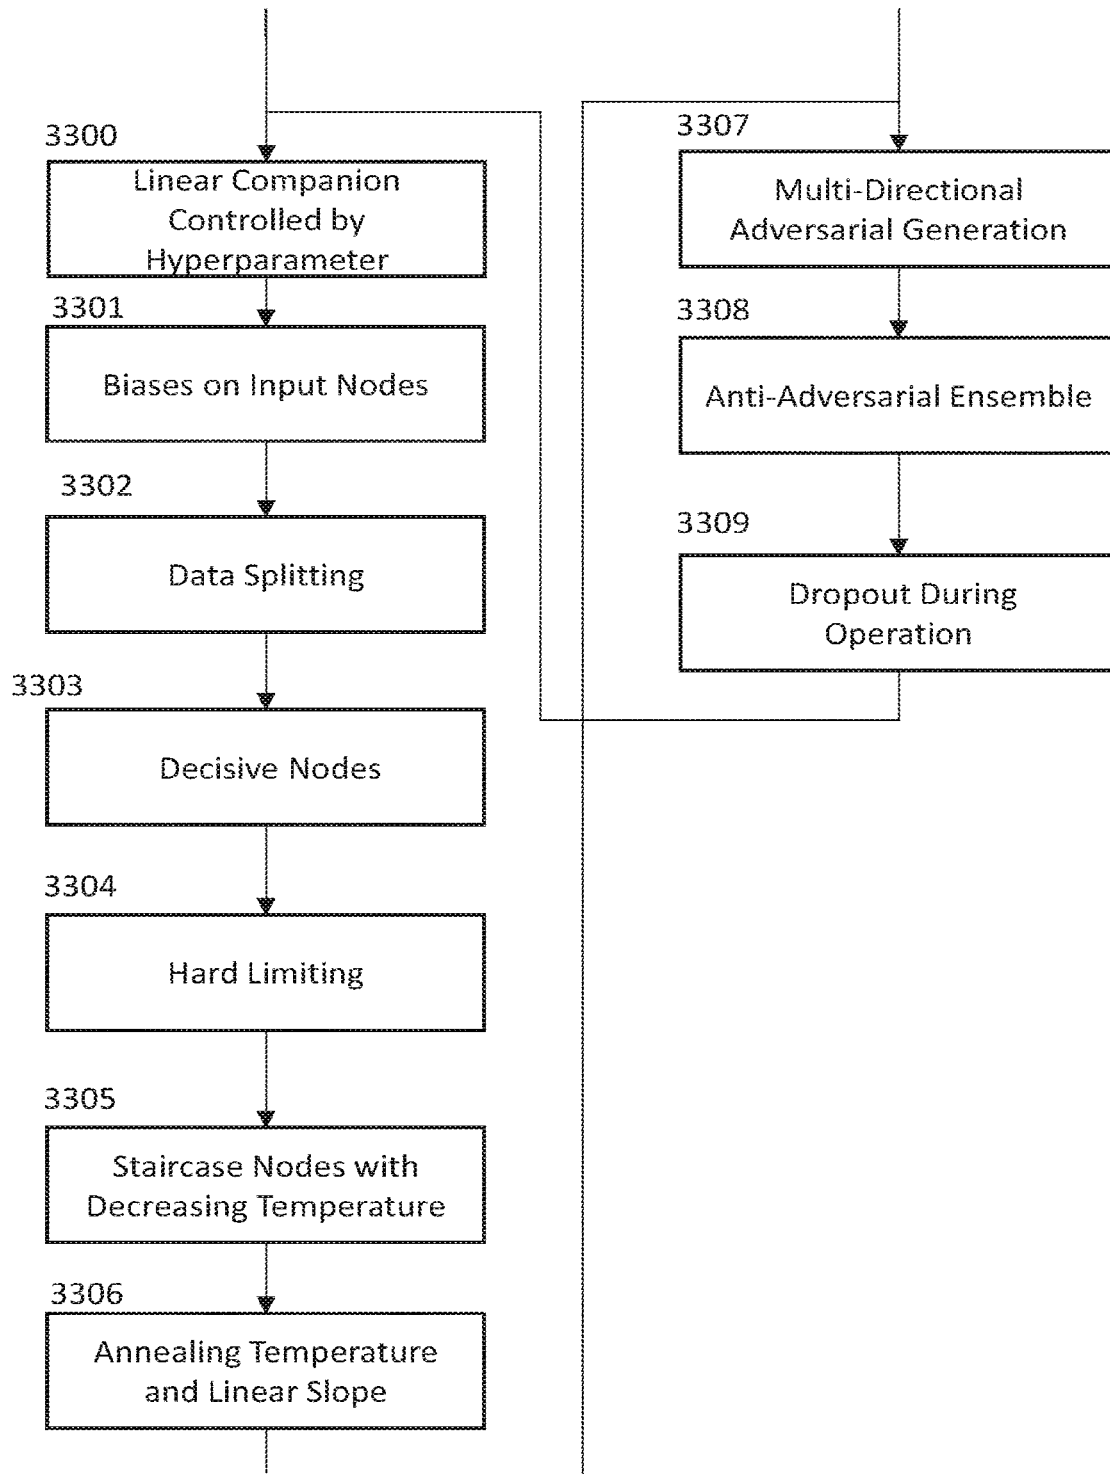 3300
Linear Companion
Controlled by
Hyperparameter
3301
Biases on Input Nodes
3302
Data Splitting
3303
Decisive Nodes
3304
Hard Limiting
3305
Staircase Nodes with
Decreasing Temperature
3306
Annealing Temperature
and Linear Slope
3307
Multi-Directional
Adversarial Generation
3308
Anti-Adversarial Ensemble
3309
Dropout During
Operation